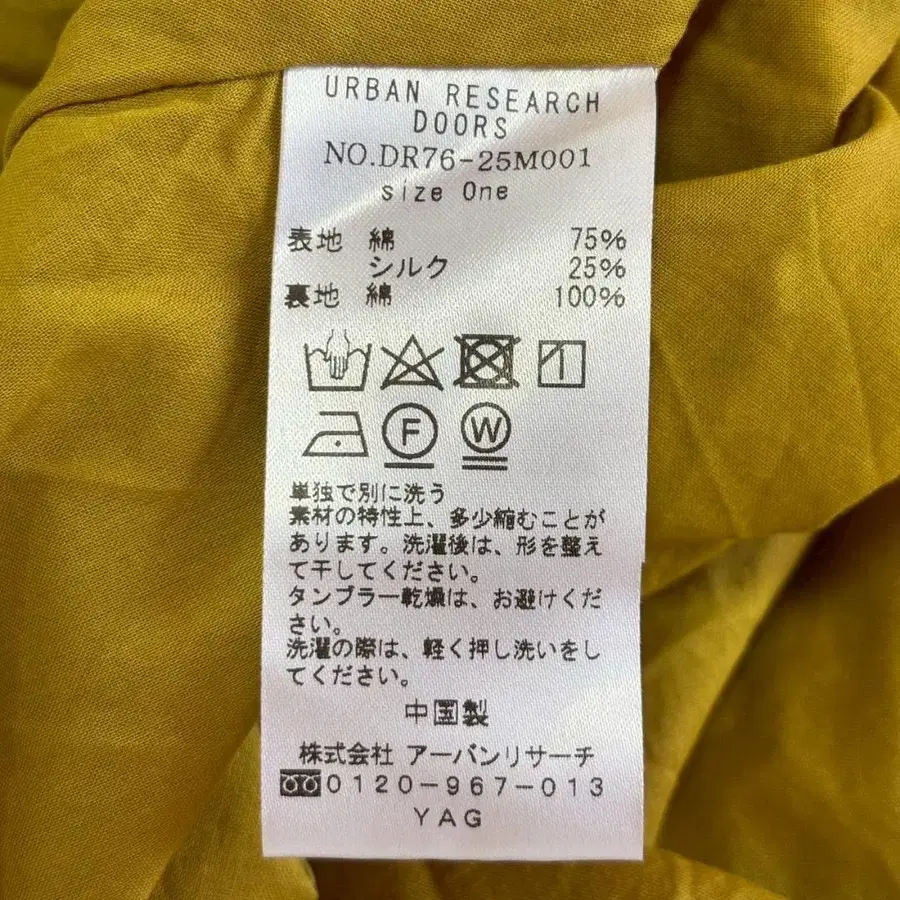 URBAN RESEARCH
DOORS
NO.DR76-25M001
size One
表地 綿 75%
シルク 25%
裏地 綿 100%
F W
単独で別に洗う
素材の特性上、多少縮むことが
あります。洗濯後は、形を整え
て干してください。
タンブラー乾燥は、お避けくだ
さい。
洗濯の際は、軽く押し洗いをし
てください。
中国製
株式会社 アーバンリサーチ
0120-967-013
YAG